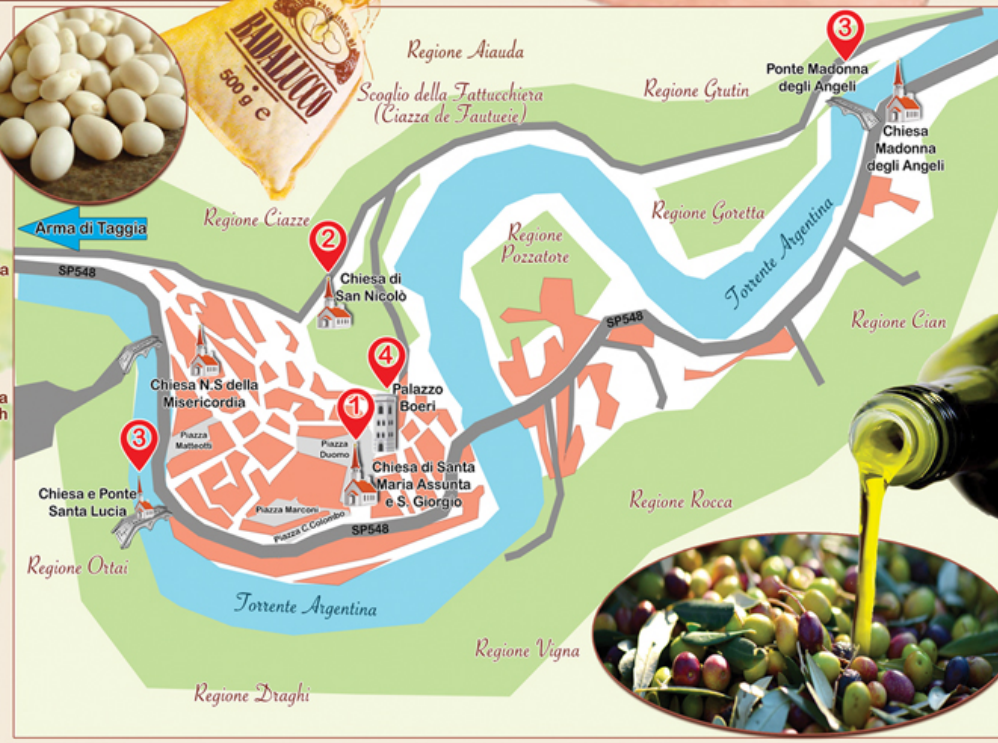 BADALUCCO
500 g e
Regione Aiauda
Scoglio della Fattucchiera
(Ciazza de Fautueie)
Regione Grutin
3
Ponte Madonna
degli Angeli
Chiesa
Madonna
degli Angeli
Arma di Taggia
Regione Ciazze
2
Chiesa di
San Nicolò
Regione
Pozzatore
Regione Goretta
Torrente Argentina
a
SP548
SP548
Regione Cian
4
Palazzo
Boeri
Chiesa N.S della
Misericordia
1
a
h
Piazza
Matteotti
Piazza
Duomo
3
Chiesa di Santa
Maria Assunta
e S. Giorgio
Chiesa e Ponte
Santa Lucia
Piazza Marconi
Piazza C.Colombo
SP548
Regione Rocca
Regione Ortai
Torrente Argentina
Regione Vigna
Regione Draghi